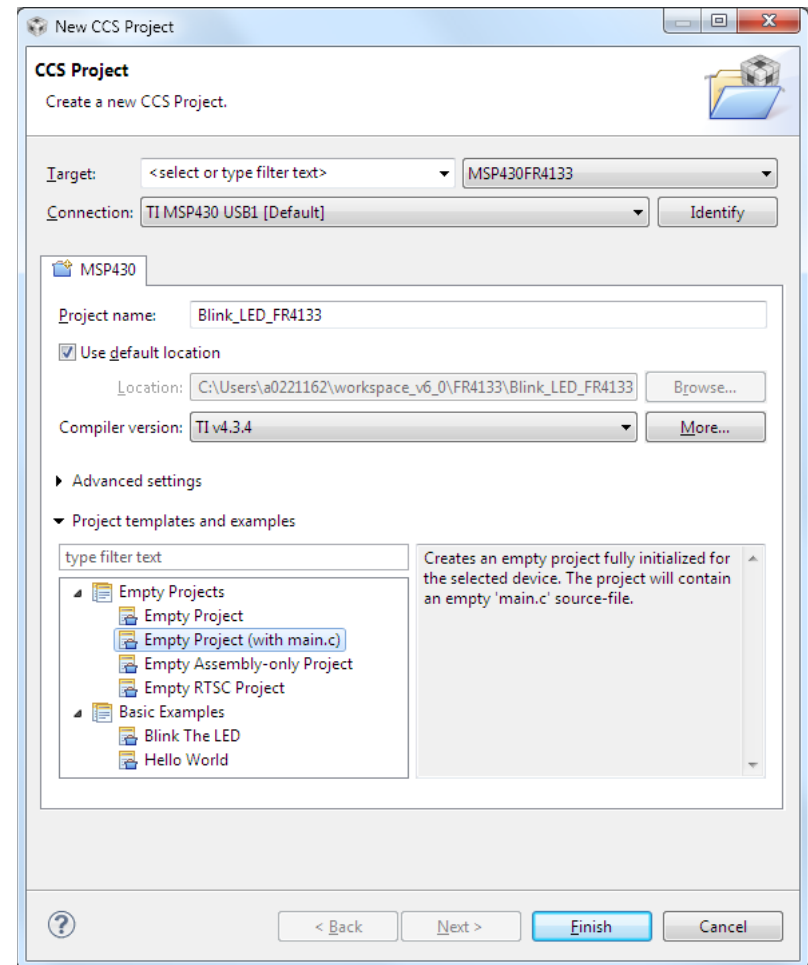 New CCS Project
CCS Project
Create a new CCS Project.
Target: <select or type filter text> MSP430FR4133
Connection: TI MSP430 USB1 [Default] Identify
MSP430
Project name: Blink_LED_FR4133
Use default location
Location: C:\Users\a0221162\workspace_v6_0\FR4133\Blink_LED_FR4133 Browse...
Compiler version: TI v4.3.4 More...
Advanced settings
Project templates and examples
type filter text
Empty Projects
Empty Project
Empty Project (with main.c)
Empty Assembly-only Project
Empty RTSC Project
Basic Examples
Blink The LED
Hello World
Creates an empty project fully initialized for
the selected device. The project will contain
an empty 'main.c' source-file.
? < Back Next > Finish Cancel